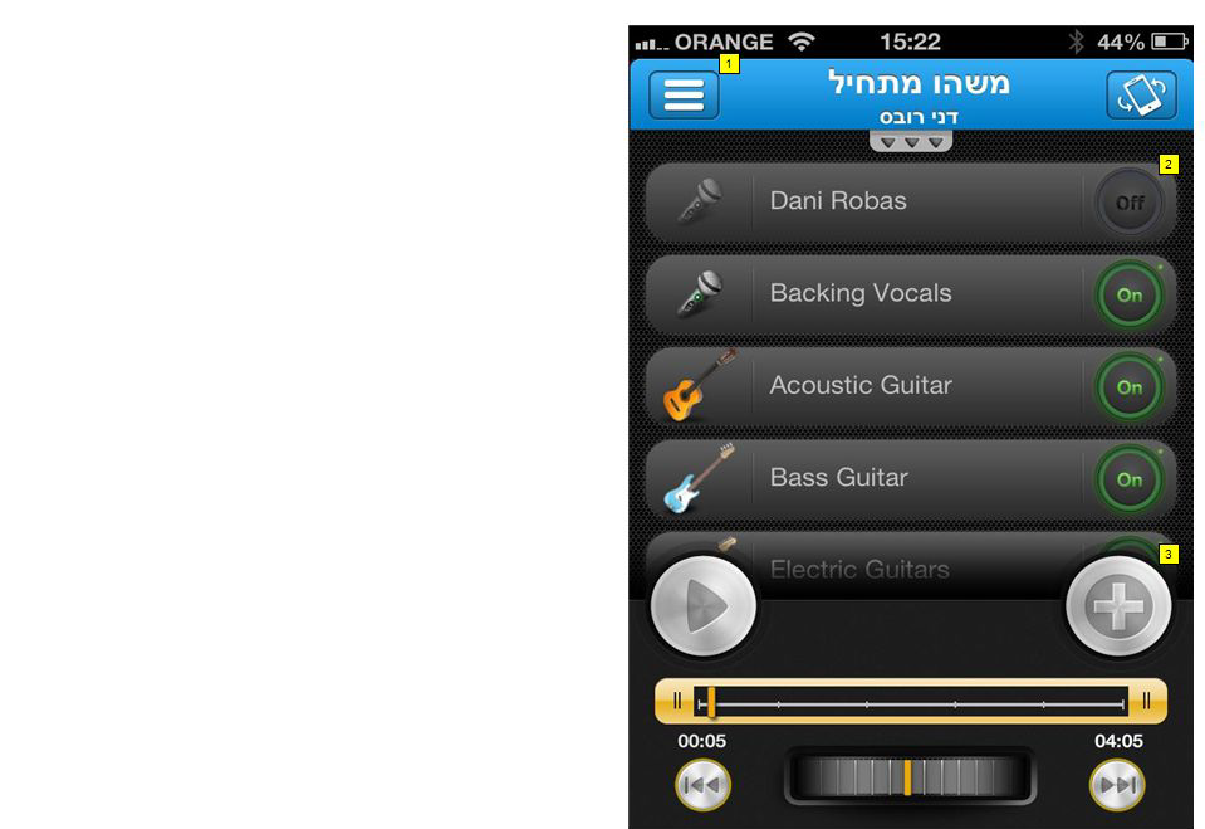 ORANGE 15:22 44%
1
משהו מתחיל
דני רובס
2
Dani Robas Off
Backing Vocals On
Acoustic Guitar On
Bass Guitar On
3
Electric Guitars
00:05 04:05